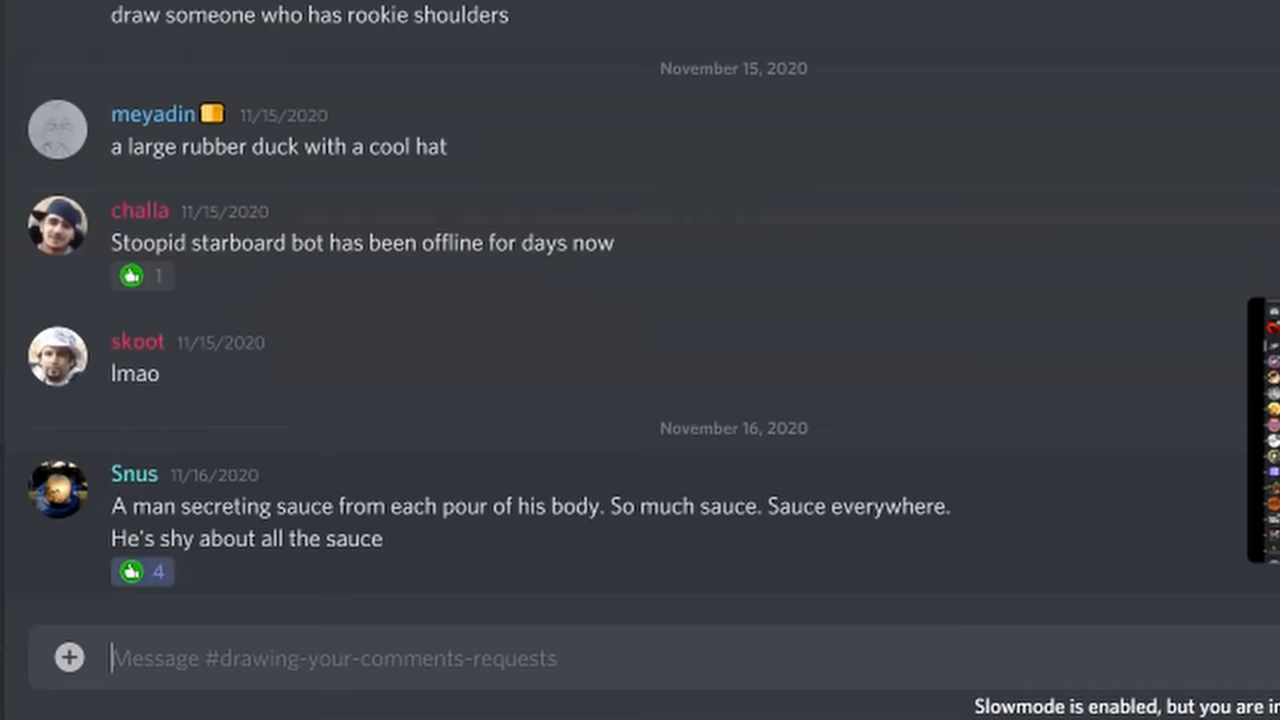 draw someone who has rookie shoulders
November 15, 2020
meyadin 11/15/2020
a large rubber duck with a cool hat
challa 11/15/2020
Stoopid starboard bot has been offline for days now
1
skoot 11/15/2020
lmao
November 16, 2020
Snus 11/16/2020
A man secreting sauce from each pour of his body. So much sauce. Sauce everywhere.
He's shy about all the sauce
4
Message #drawing-your-comments-requests
Slowmode is enabled, but you are i